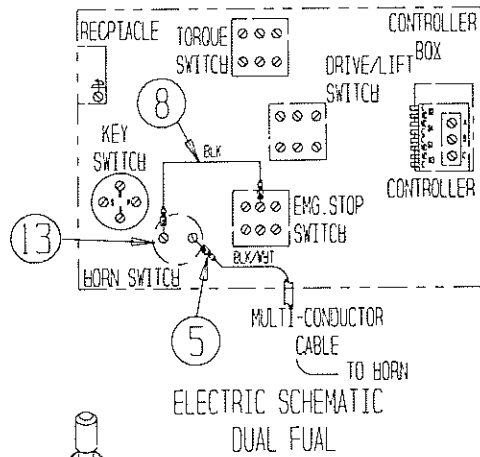 RECPTACLE
TORQUE
SWITCH
CONTROLLER
BOX
DRIVE/LIFT
SWITCH
8
KEY
SWITCH
BLK
CONTROLLER
EMG.STOP
SWITCH
13
BLK/WHT
HORN SWITCH
5
MULTI-CONDUCTOR
CABLE
TO HORN
ELECTRIC SCHEMATIC
DUAL FUAL